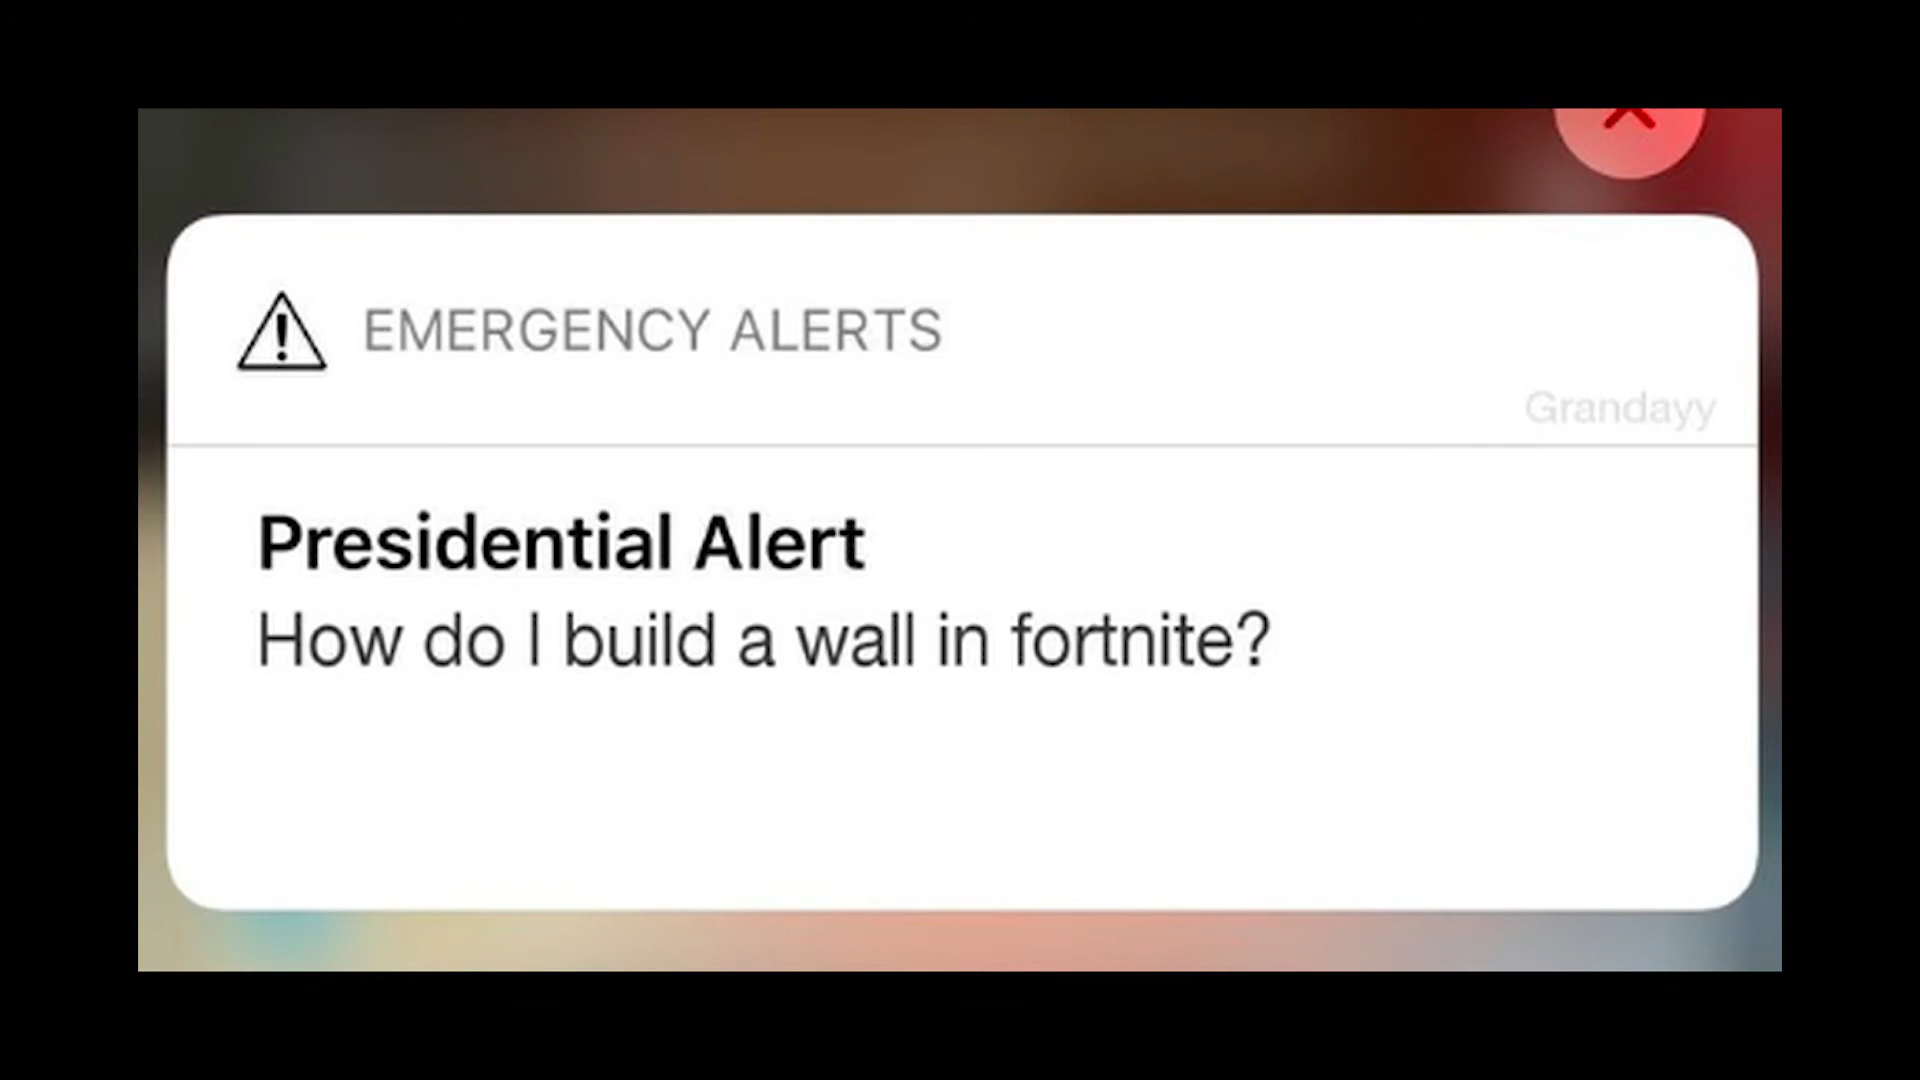 EMERGENCY ALERTS
Grandayy
Presidential Alert
How do I build a wall in fortnite?